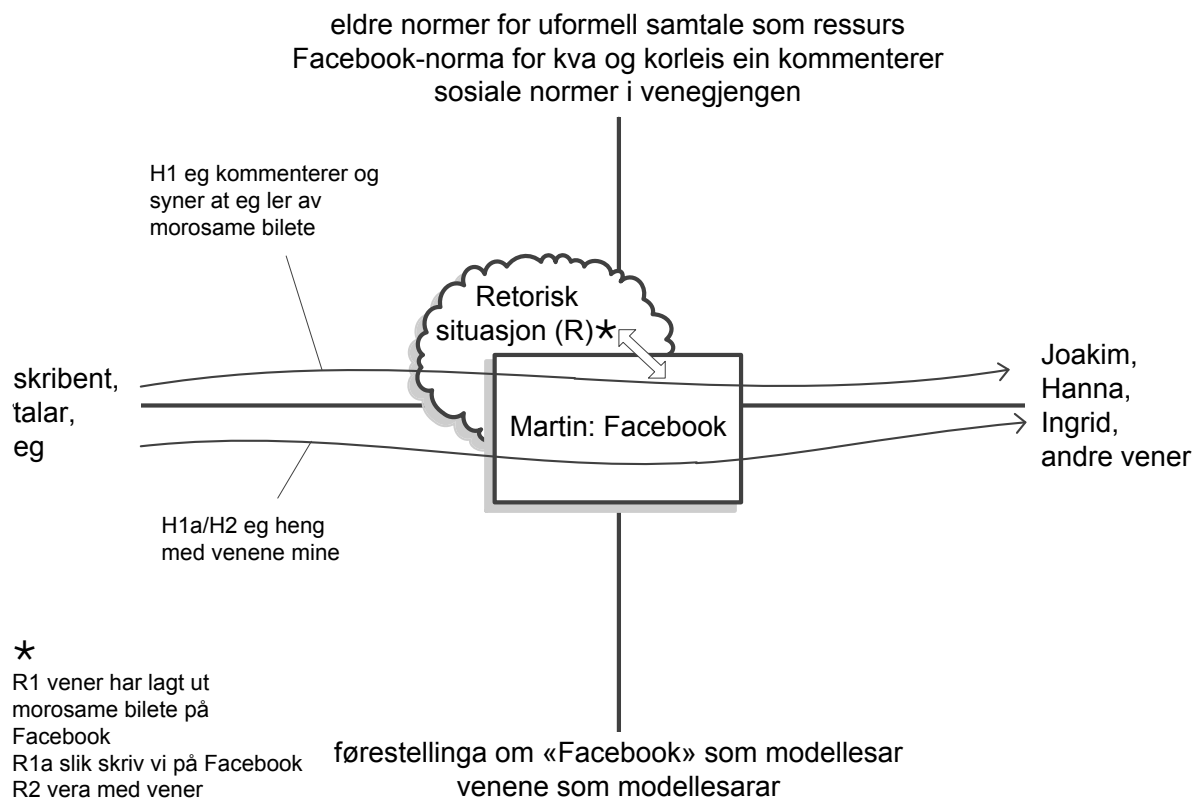 eldre normer for uformell samtale som ressurs
Facebook-norma for kva og korleis ein kommenterer
sosiale normer i venegjengen
H1 eg kommenterer og
syner at eg ler av
morosame bilete
Retorisk
situasjon (R)*
skribent,
talar,
eg
Martin: Facebook
Joakim,
Hanna,
Ingrid,
andre vener
H1a/H2 eg heng
med venene mine
*
R1 vener har lagt ut
morosame bilete på
Facebook
R1a slik skriv vi på Facebook
R2 vera med vener
førestellinga om «Facebook» som modellesar
venene som modellesarar